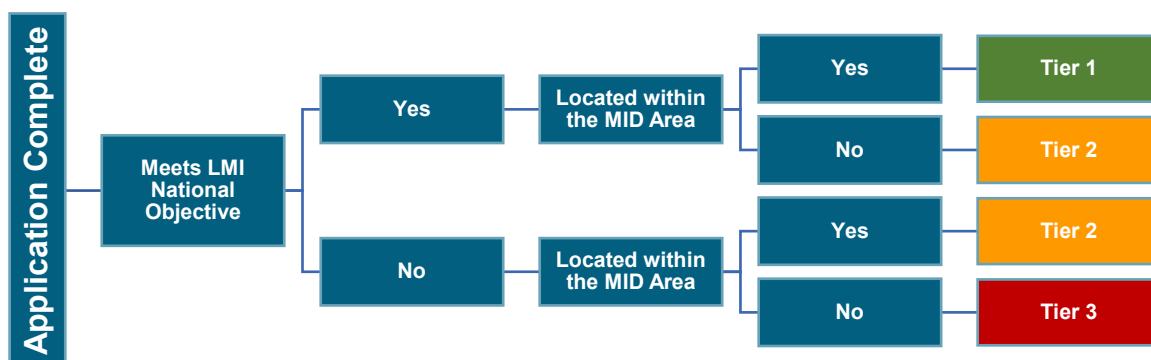 Application Complete
Meets LMI
National
Objective
Yes
Located within
the MID Area
Yes
Tier 1
No
Tier 2
No
Located within
the MID Area
Yes
Tier 2
No
Tier 3